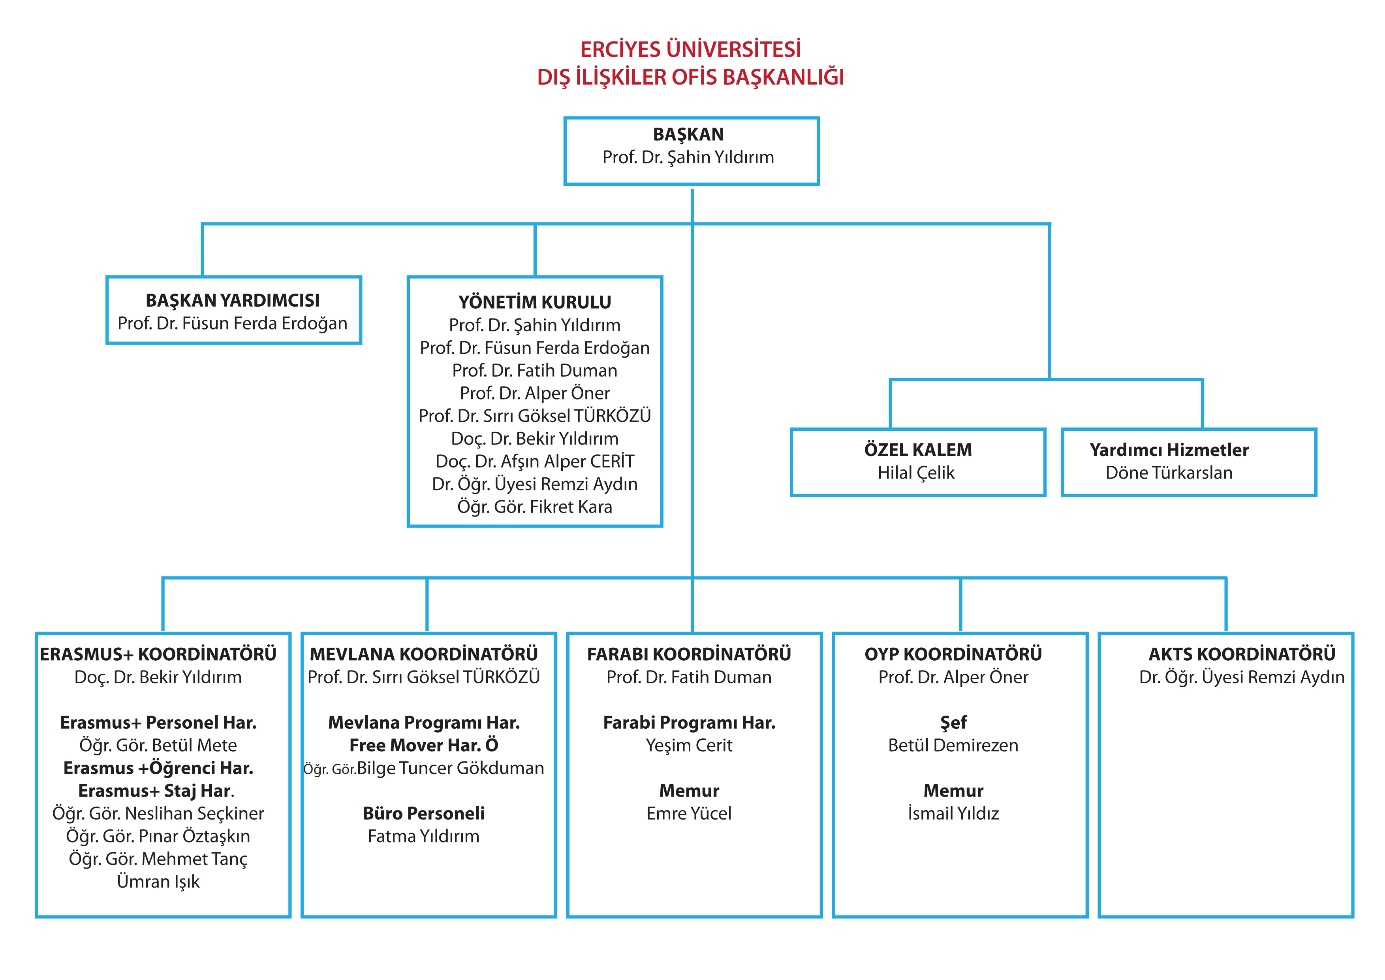 ERCİYES ÜNİVERSİTESİ
DIŞ İLİŞKİLER OFİS BAŞKANLIĞI
BAŞKAN
Prof. Dr. Şahin Yıldırım
BAŞKAN YARDIMCISI
Prof. Dr. Füsun Ferda Erdoğan
YÖNETİM KURULU
Prof. Dr. Şahin Yıldırım
Prof. Dr. Füsun Ferda Erdoğan
Prof. Dr. Fatih Duman
Prof. Dr. Alper Öner
Prof. Dr. Sırrı Göksel TÜRKÖZÜ
Doç. Dr. Bekir Yıldırım
Doç. Dr. Afşın Alper CERİT
Dr. Öğr. Üyesi Remzi Aydın
Öğr. Gör. Fikret Kara
ÖZEL KALEM
Hilal Çelik
Yardımcı Hizmetler
Döne Türkarslan
ERASMUS+ KOORDİNATÖRÜ
Doç. Dr. Bekir Yıldırım
Erasmus+ Personel Har.
Öğr. Gör. Betül Mete
Erasmus +Öğrenci Har.
Erasmus+ Staj Har.
Öğr. Gör. Neslihan Seçkiner
Öğr. Gör. Pınar Öztaşkın
Öğr. Gör. Mehmet Tanç
Ümran Işık
MEVLANA KOORDİNATÖRÜ
Prof. Dr. Sırrı Göksel TÜRKÖZÜ
Mevlana Programı Har.
Free Mover Har. Ö
Öğr. Gör.Bilge Tuncer Gökduman
Büro Personeli
Fatma Yıldırım
FARABI KOORDİNATÖRÜ
Prof. Dr. Fatih Duman
Farabi Programı Har.
Yeşim Cerit
Memur
Emre Yücel
OYP KOORDİNATÖRÜ
Prof. Dr. Alper Öner
Şef
Betül Demirezen
Memur
İsmail Yıldız
AKTS KOORDİNATÖRÜ
Dr. Öğr. Üyesi Remzi Aydın